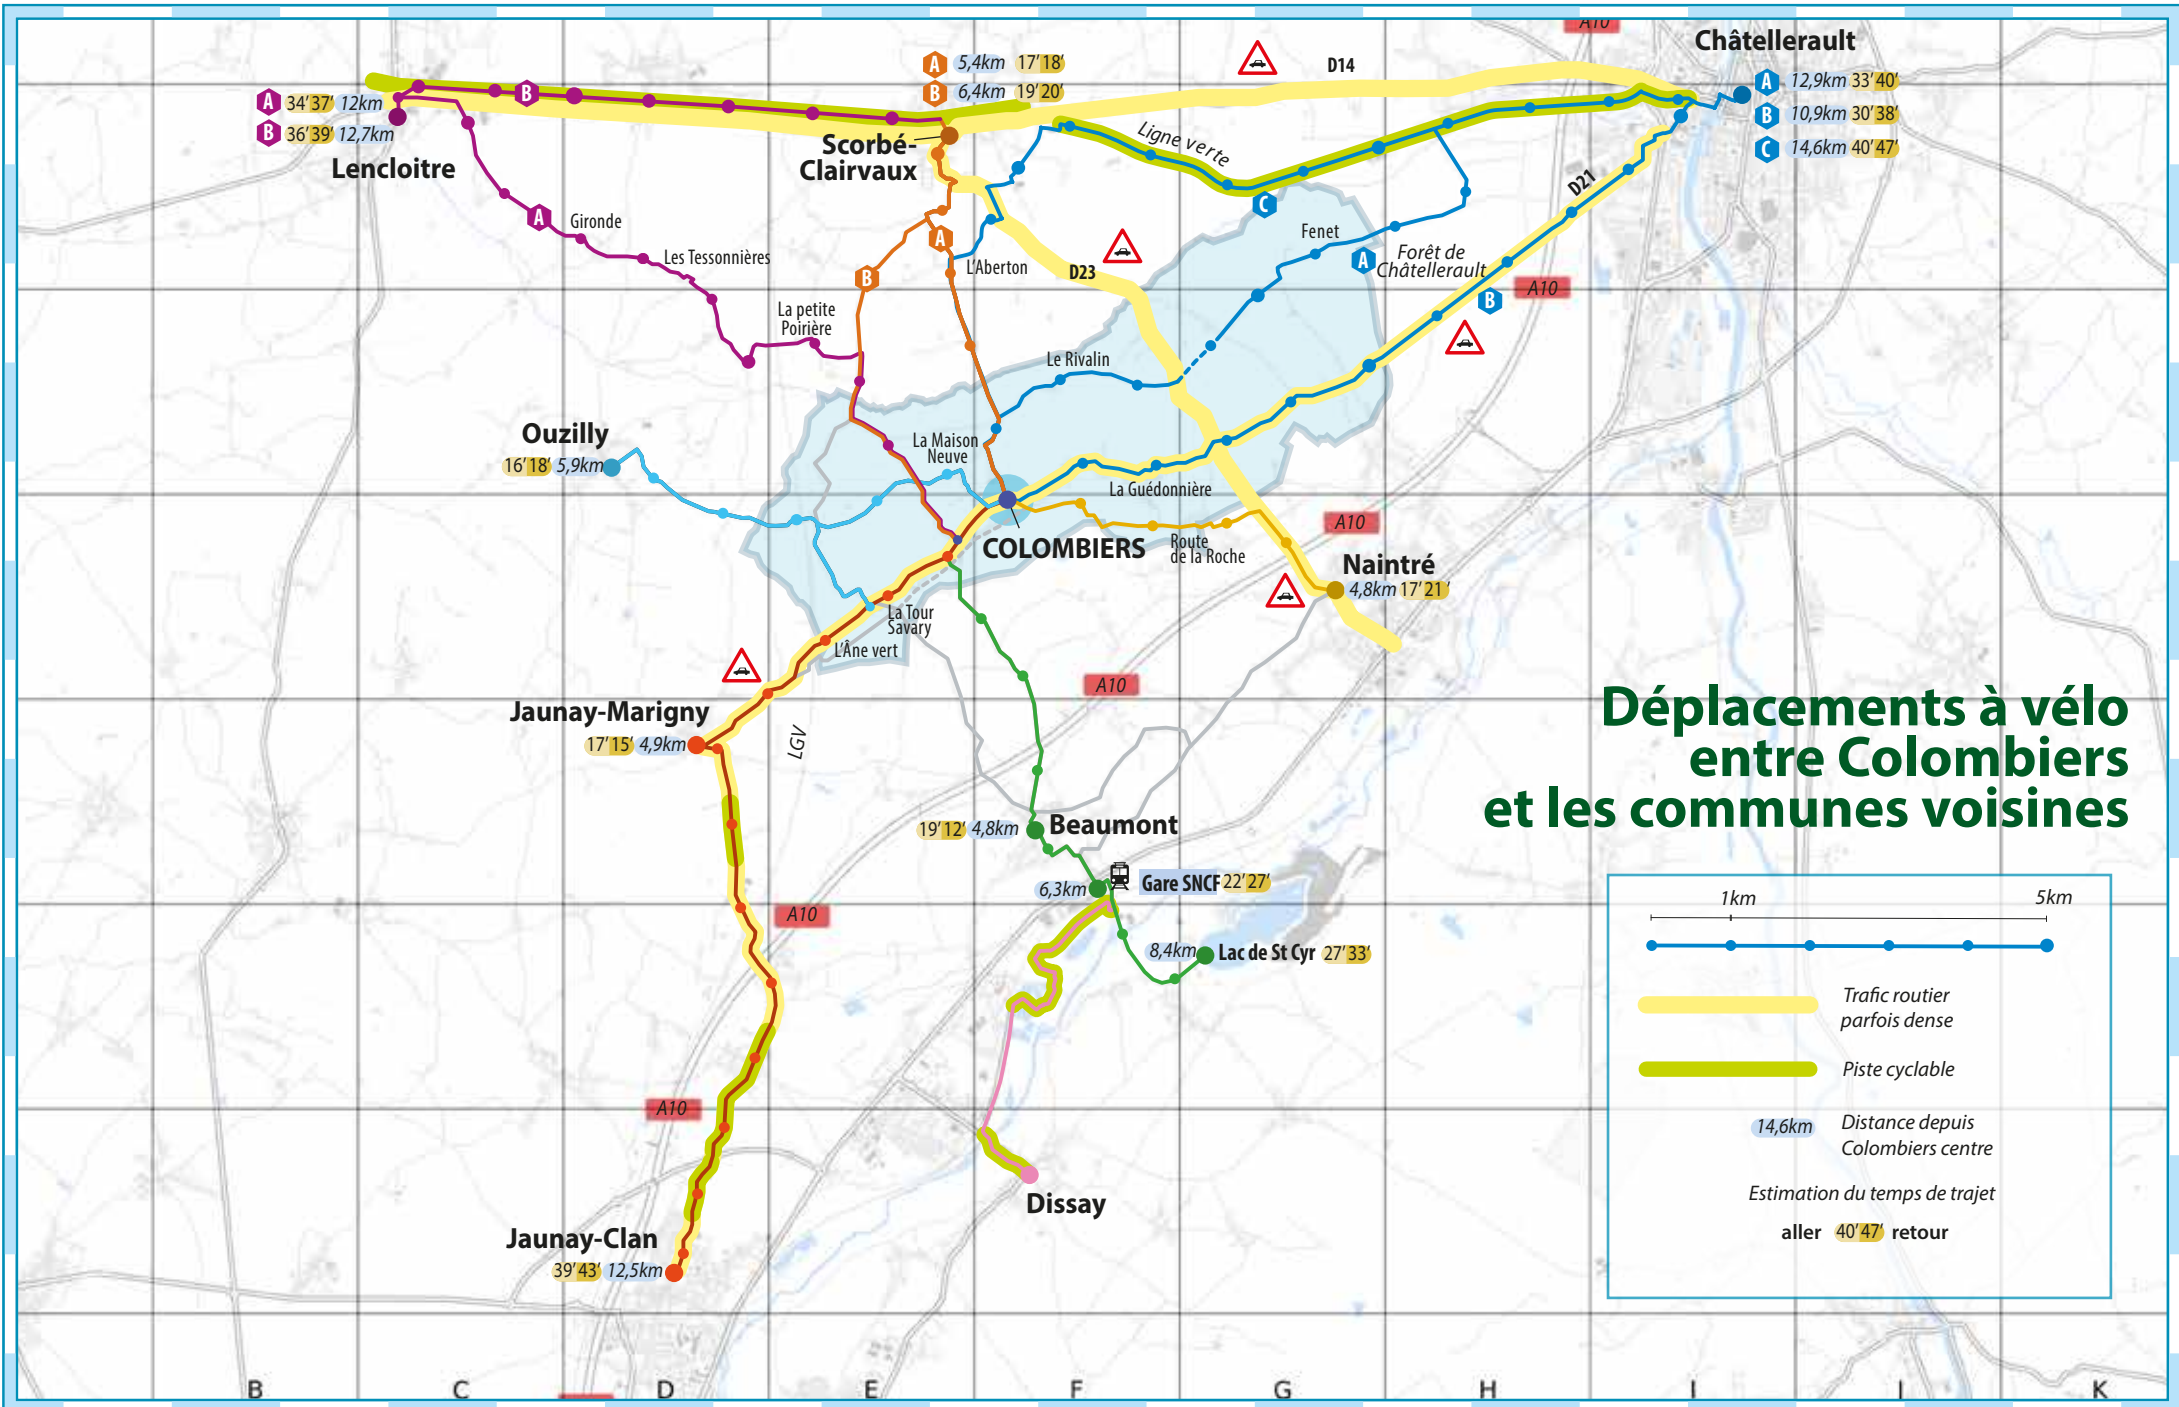 A10
Châtellerault
A 5,4km 17'18'
B 6,4km 19'20'
D14
A 12,9km 33'40'
B 10,9km 30'38'
C 14,6km 40'47'
A 34'37' 12km
B 36'39' 12,7km
Lencloitre
B
Scorbé-
Clairvaux
Ligne verte
D21
A
Gironde
Les Tessonnières
A
B
L'Aberton
D23
C
Fenet
A
Forêt de
Châtellerault
B
A10
La petite
Poirière
Le Rivalin
Ouzilly
16'18' 5,9km
La Maison
Neuve
La Guédonnière
COLOMBIERS
Route
de la Roche
A10
Naintré
4,8km 17'21'
La Tour
Savary
L'Âne vert
A10
Jaunay-Marigny
17'15' 4,9km
LGV
Déplacements à vélo
entre Colombiers
et les communes voisines
19'12' 4,8km
Beaumont
6,3km
Gare SNCF 22'27'
A10
8,4km
Lac de St Cyr 27'33'
A10
Dissay
Jaunay-Clan
39'43' 12,5km
1km 5km
Trafic routier
parfois dense
Piste cyclable
14,6km
Distance depuis
Colombiers centre
Estimation du temps de trajet
aller 40'47' retour
B C D E F G H I J K